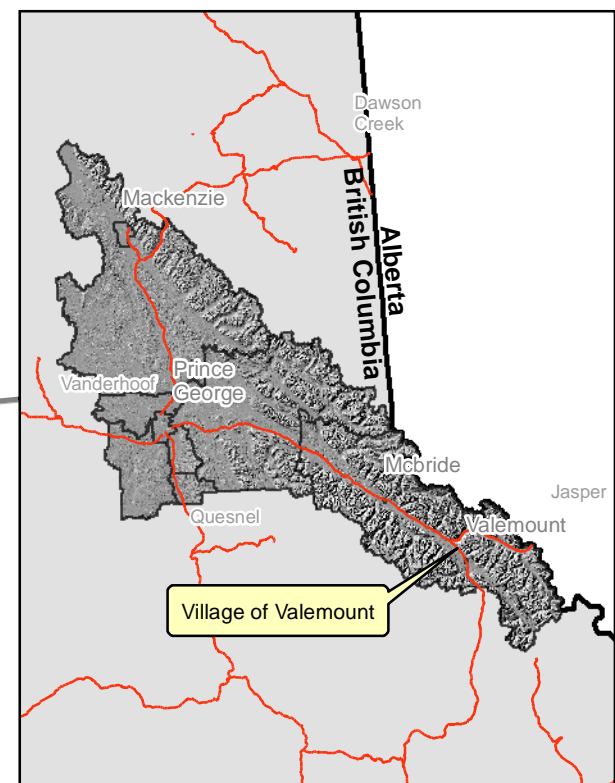 Dawson
Creek
Mackenzie
Alberta
British Columbia
Prince
George
Vanderhoof
Mcbride
Jasper
Quesnel
Valemount
Village of Valemount